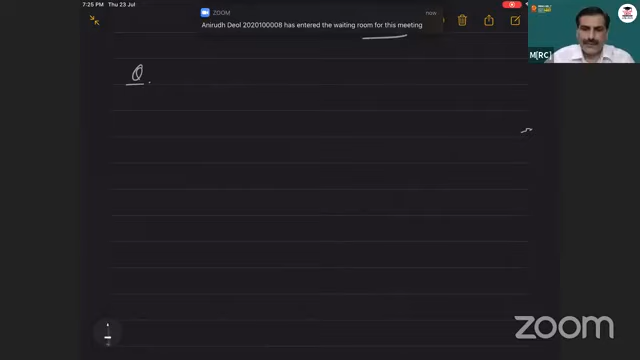 7:25 PM Thu 23 Jul
ZOOM
now
Anirudh Deol 2020100008 has entered the waiting room for this meeting
M[RC]
Q.
zoom